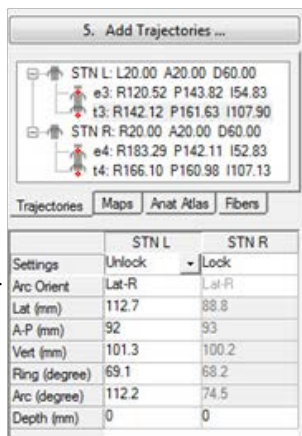 5. Add Trajectories ...
STN L: L20.00 A20.00 D60.00
e3: R120.52 P143.82 I54.83
t3: R142.12 P161.63 I107.90
STN R: R20.00 A20.00 D60.00
e4: R183.29 P142.11 I52.83
t4: R166.10 P160.98 I107.13
Trajectories Maps Anat Atlas Fibers
STN L STN R
Settings Unlock Lock
Arc Orient Lat-R Lat-R
Lat (mm) 112.7 88.8
A-P (mm) 92 93
Vert (mm) 101.3 100.2
Ring (degree) 69.1 68.2
Arc (degree) 112.2 74.5
Depth (mm) 0 0